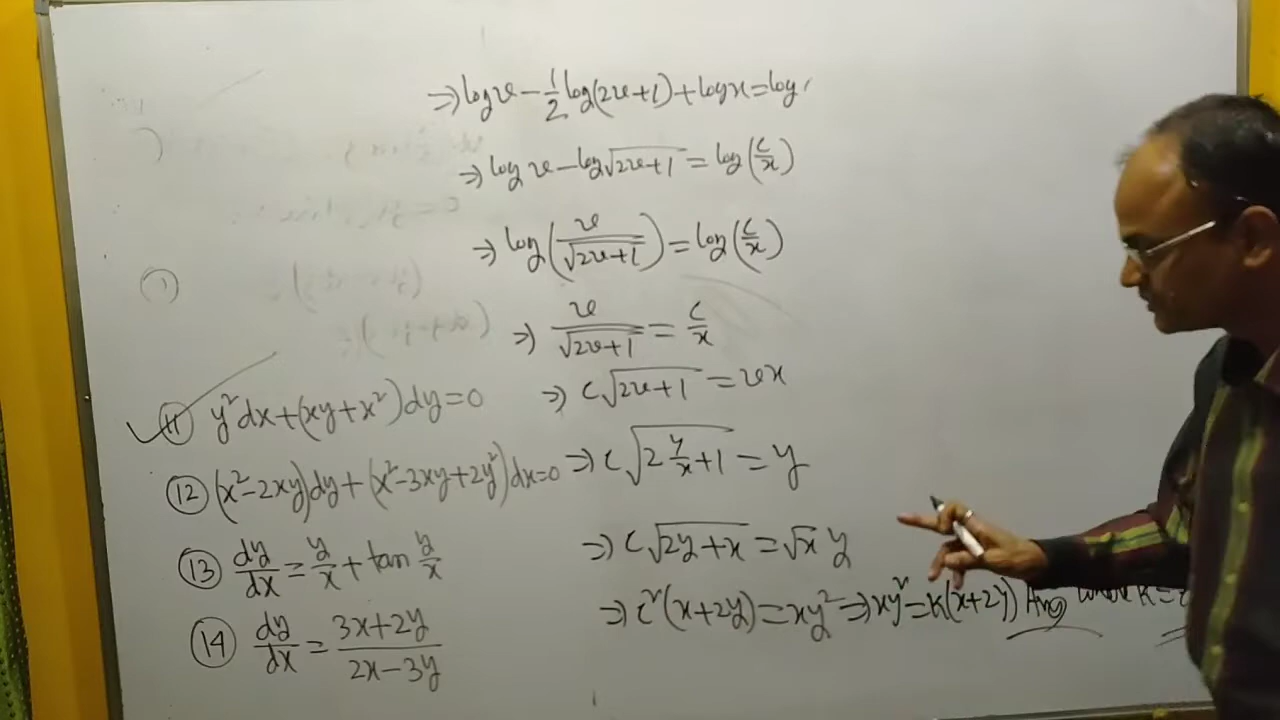 ⇒ log v − 1/2 log(2v+1) + log x = log
⇒ log v − log √(2v+1) = log(c/x)
⇒ log(v/√(2v+1)) = log(c/x)
⇒ v/√(2v+1) = c/x
⇒ c√(2v+1) = vx
⇒ c√(2 y/x + 1) = y
⇒ c√(2y+x) = √x y
⇒ c²(x+2y) = xy² ⇒ xy² = k(x+2y) Ans where k =
11 y²dx + (xy+x²)dy = 0
12 (x²−2xy)dy + (x²−3xy+2y²)dx = 0
13 dy/dx = y/x + tan y/x
14 dy/dx = (3x+2y)/(2x−3y)